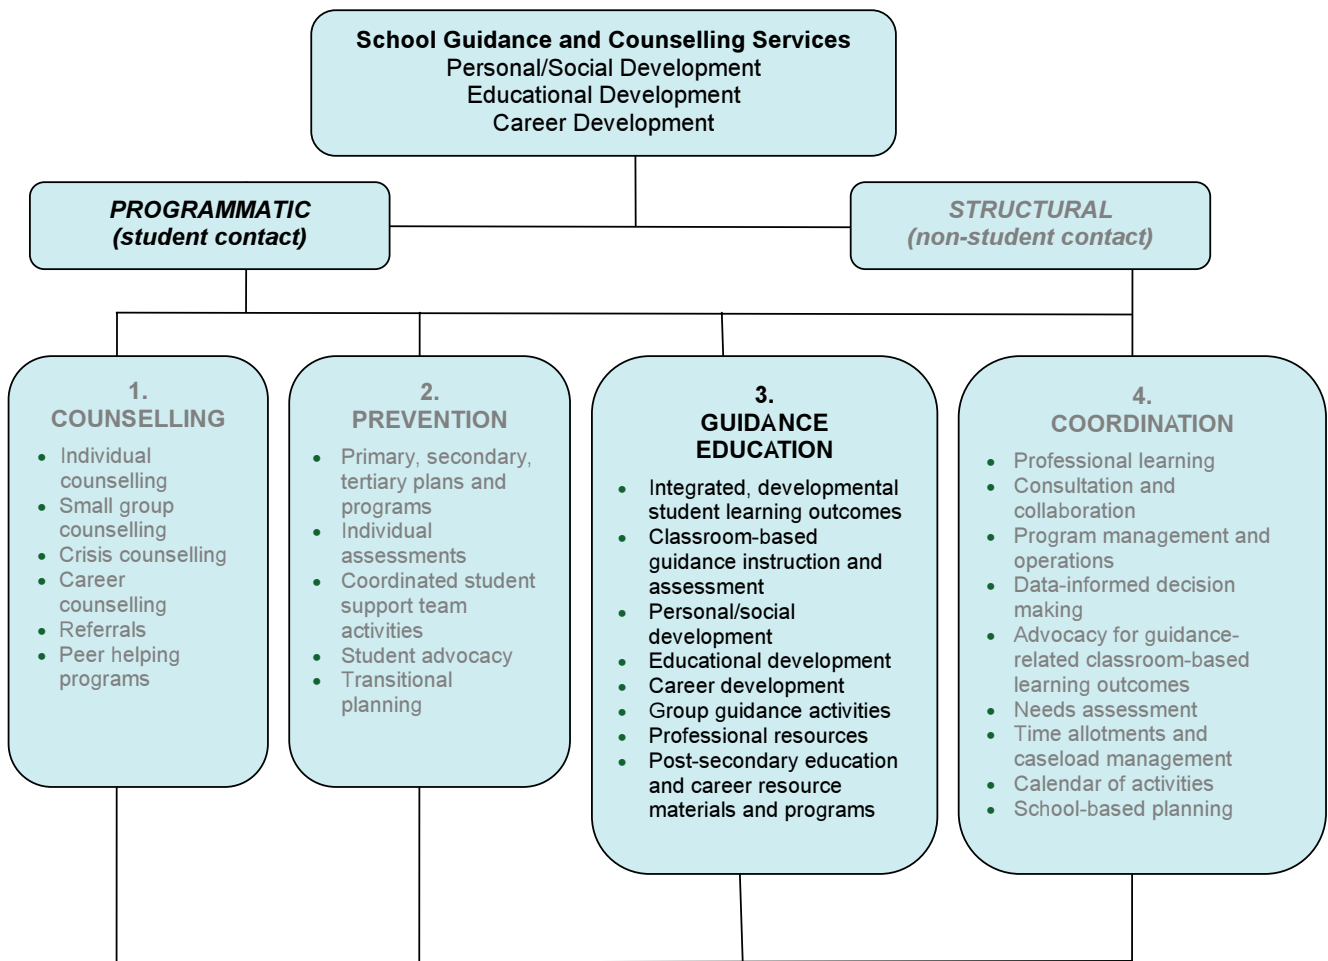 School Guidance and Counselling Services
Personal/Social Development
Educational Development
Career Development
PROGRAMMATIC
(student contact)
STRUCTURAL
(non-student contact)
1.
COUNSELLING
• Individual
counselling
• Small group
counselling
• Crisis counselling
• Career
counselling
• Referrals
• Peer helping
programs
2.
PREVENTION
• Primary, secondary,
tertiary plans and
programs
• Individual
assessments
• Coordinated student
support team
activities
• Student advocacy
• Transitional
planning
3.
GUIDANCE
EDUCATION
• Integrated, developmental
student learning outcomes
• Classroom-based
guidance instruction and
assessment
• Personal/social
development
• Educational development
• Career development
• Group guidance activities
• Professional resources
• Post-secondary education
and career resource
materials and programs
4.
COORDINATION
• Professional learning
• Consultation and
collaboration
• Program management and
operations
• Data-informed decision
making
• Advocacy for guidance-
related classroom-based
learning outcomes
• Needs assessment
• Time allotments and
caseload management
• Calendar of activities
• School-based planning